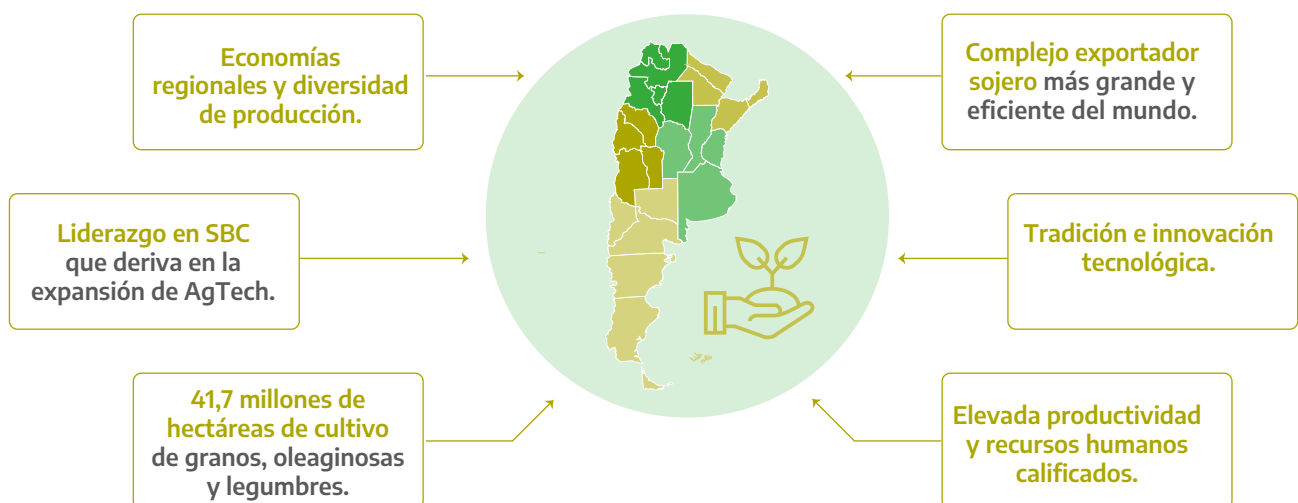 Economías
regionales y diversidad
de producción.
Complejo exportador
sojero más grande y
eficiente del mundo.
Liderazgo en SBC
que deriva en la
expansión de AgTech.
Tradición e innovación
tecnológica.
41,7 millones de
hectáreas de cultivo
de granos, oleaginosas
y legumbres.
Elevada productividad
y recursos humanos
calificados.